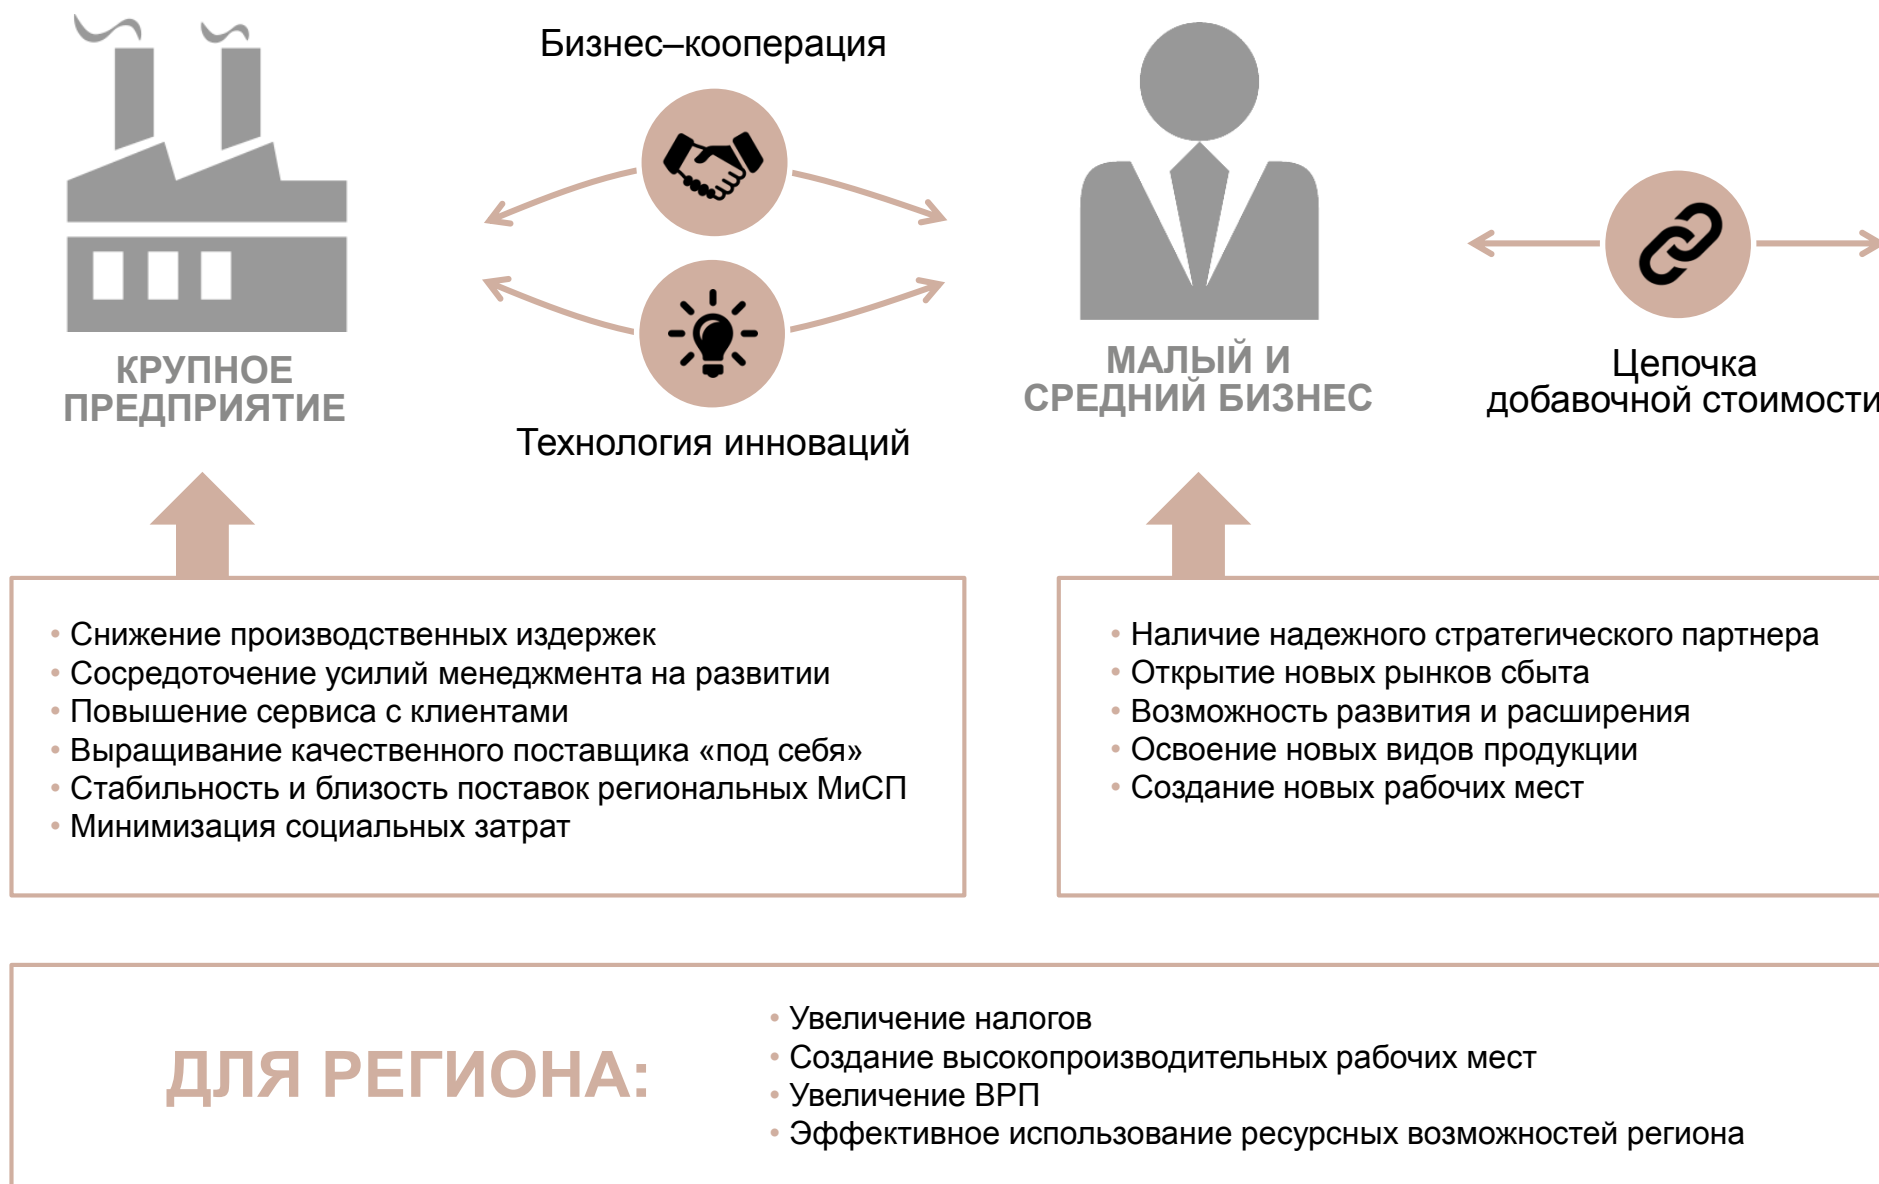 Бизнес–кооперация
КРУПНОЕ
ПРЕДПРИЯТИЕ
Технология инноваций
МАЛЫЙ И
СРЕДНИЙ БИЗНЕС
Цепочка
добавочной стоимости
• Снижение производственных издержек
• Сосредоточение усилий менеджмента на развитии
• Повышение сервиса с клиентами
• Выращивание качественного поставщика «под себя»
• Стабильность и близость поставок региональных МиСП
• Минимизация социальных затрат
• Наличие надежного стратегического партнера
• Открытие новых рынков сбыта
• Возможность развития и расширения
• Освоение новых видов продукции
• Создание новых рабочих мест
ДЛЯ РЕГИОНА:
• Увеличение налогов
• Создание высокопроизводительных рабочих мест
• Увеличение ВРП
• Эффективное использование ресурсных возможностей региона